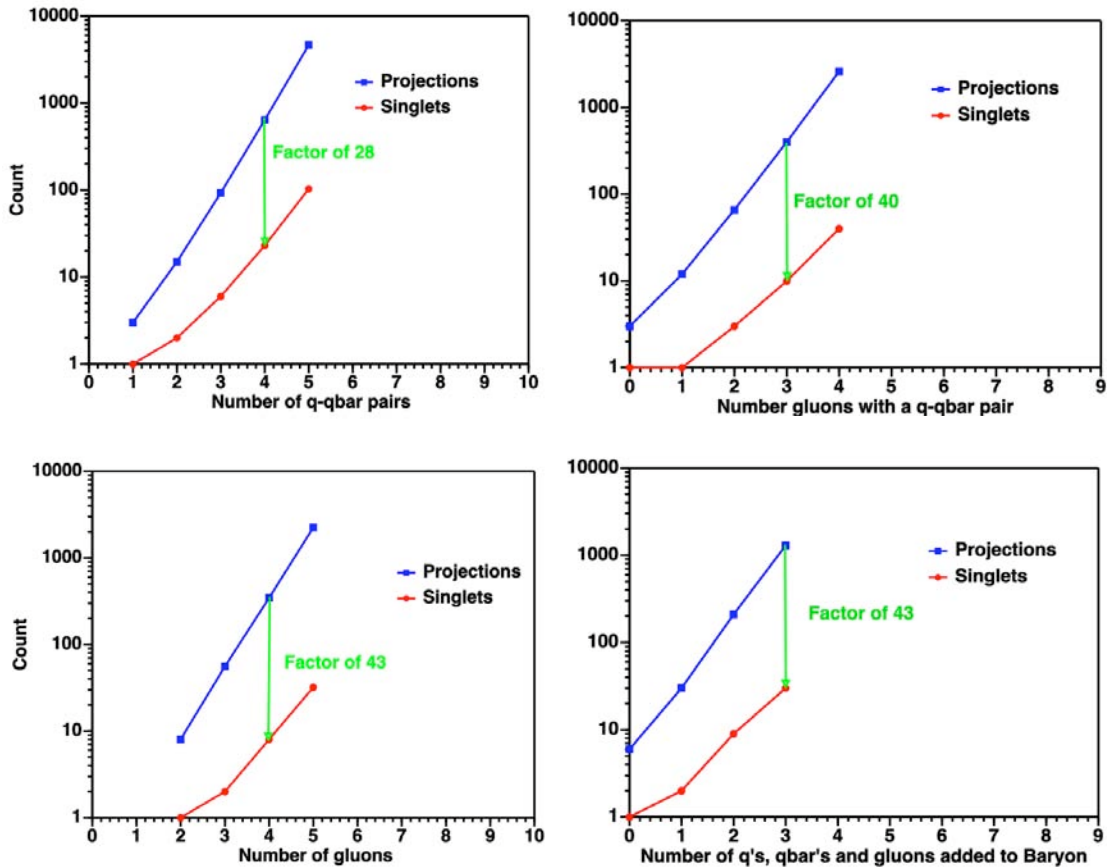 10000
1000
100
10
1
Count
Projections
Singlets
Factor of 28
0 1 2 3 4 5 6 7 8 9 10
Number of q-qbar pairs
10000
1000
100
10
1
Projections
Singlets
Factor of 40
0 1 2 3 4 5 6 7 8 9
Number gluons with a q-qbar pair
10000
1000
100
10
1
Count
Projections
Singlets
Factor of 43
0 1 2 3 4 5 6 7 8 9 10
Number of gluons
10000
1000
100
10
1
Projections
Singlets
Factor of 43
0 1 2 3 4 5 6 7 8 9
Number of q's, qbar's and gluons added to Baryon